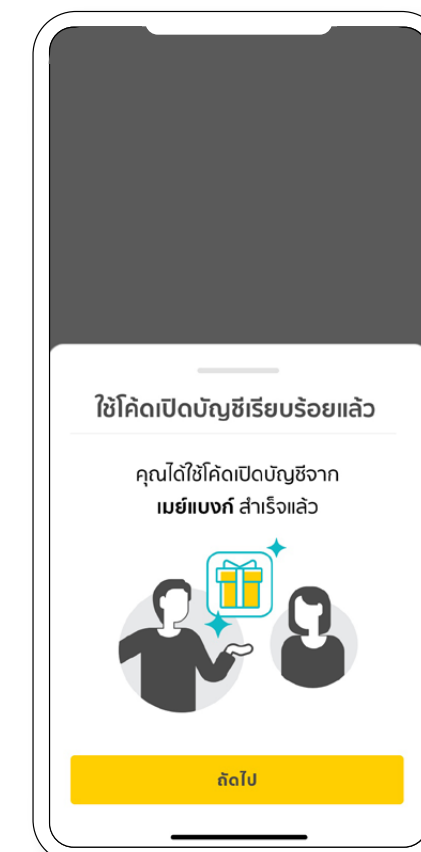 ใช้โค้ดเปิดบัญชีเรียบร้อยแล้ว
คุณได้ใช้โค้ดเปิดบัญชีจาก
เมย์แบงก์ สำเร็จแล้ว
ถัดไป